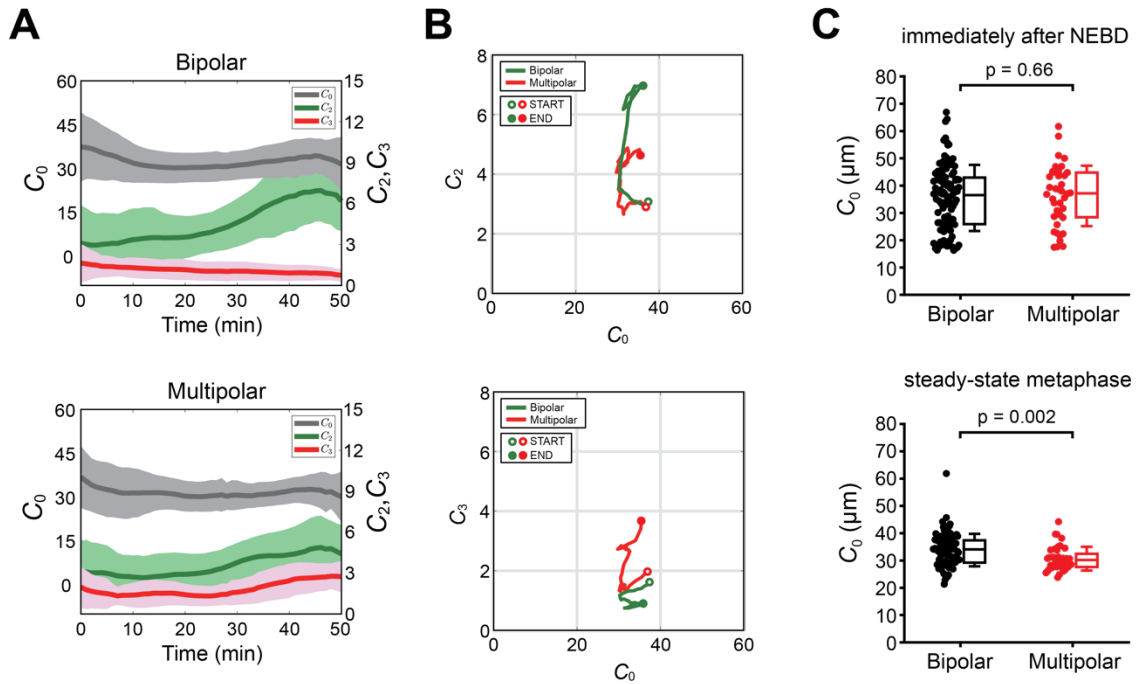 A
Bipolar
60
45
30
15
0
C0
15
12
9
6
3
0
C2, C3
C0
C2
C3
0 10 20 30 40 50
Time (min)
Multipolar
60
45
30
15
0
C0
15
12
9
6
3
0
C2, C3
C0
C2
C3
0 10 20 30 40 50
Time (min)
B
8
6
4
2
0
C2
Bipolar
Multipolar
START
END
0 20 40 60
C0
8
6
4
2
0
C3
Bipolar
Multipolar
START
END
0 20 40 60
C0
C
immediately after NEBD
p = 0.66
80
70
60
50
40
30
20
10
0
C0 (µm)
Bipolar Multipolar
steady-state metaphase
p = 0.002
80
70
60
50
40
30
20
10
0
C0 (µm)
Bipolar Multipolar